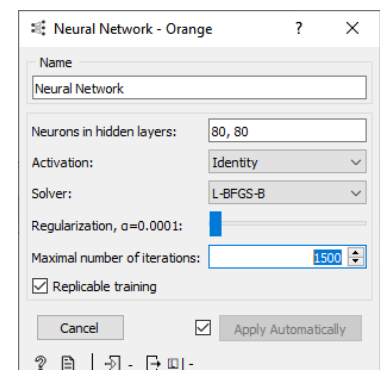 Neural Network - Orange ? ×
Name
Neural Network
Neurons in hidden layers: 80, 80
Activation: Identity
Solver: L-BFGS-B
Regularization, α=0.0001:
Maximal number of iterations: 1500
Replicable training
Cancel Apply Automatically
? | - -